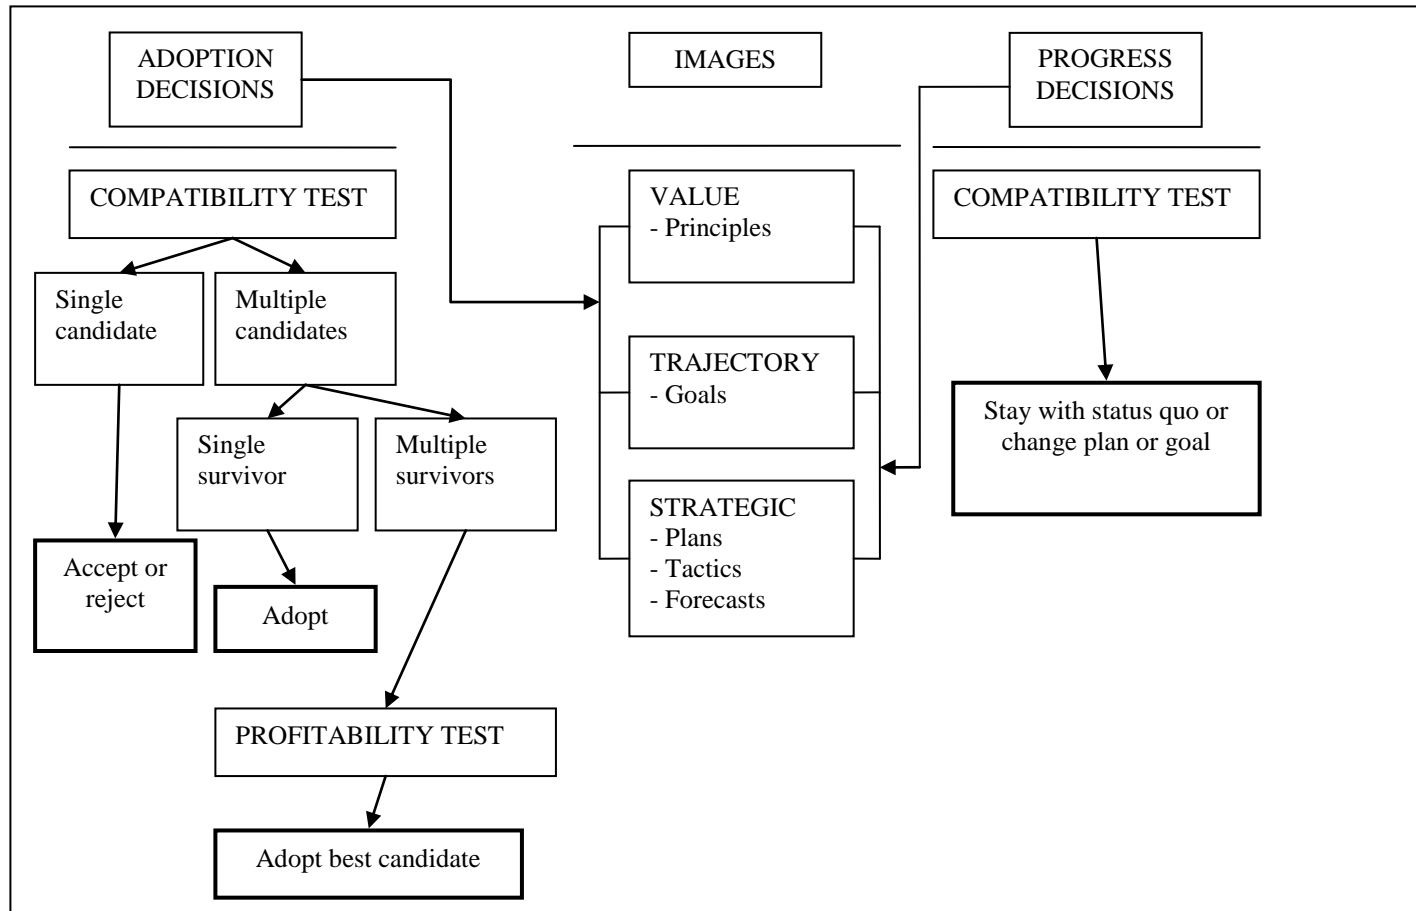 ADOPTION
DECISIONS
IMAGES
PROGRESS
DECISIONS
COMPATIBILITY TEST
Single
candidate
Multiple
candidates
Single
survivor
Multiple
survivors
Accept or
reject
Adopt
PROFITABILITY TEST
Adopt best candidate
VALUE
- Principles
TRAJECTORY
- Goals
STRATEGIC
- Plans
- Tactics
- Forecasts
COMPATIBILITY TEST
Stay with status quo or
change plan or goal